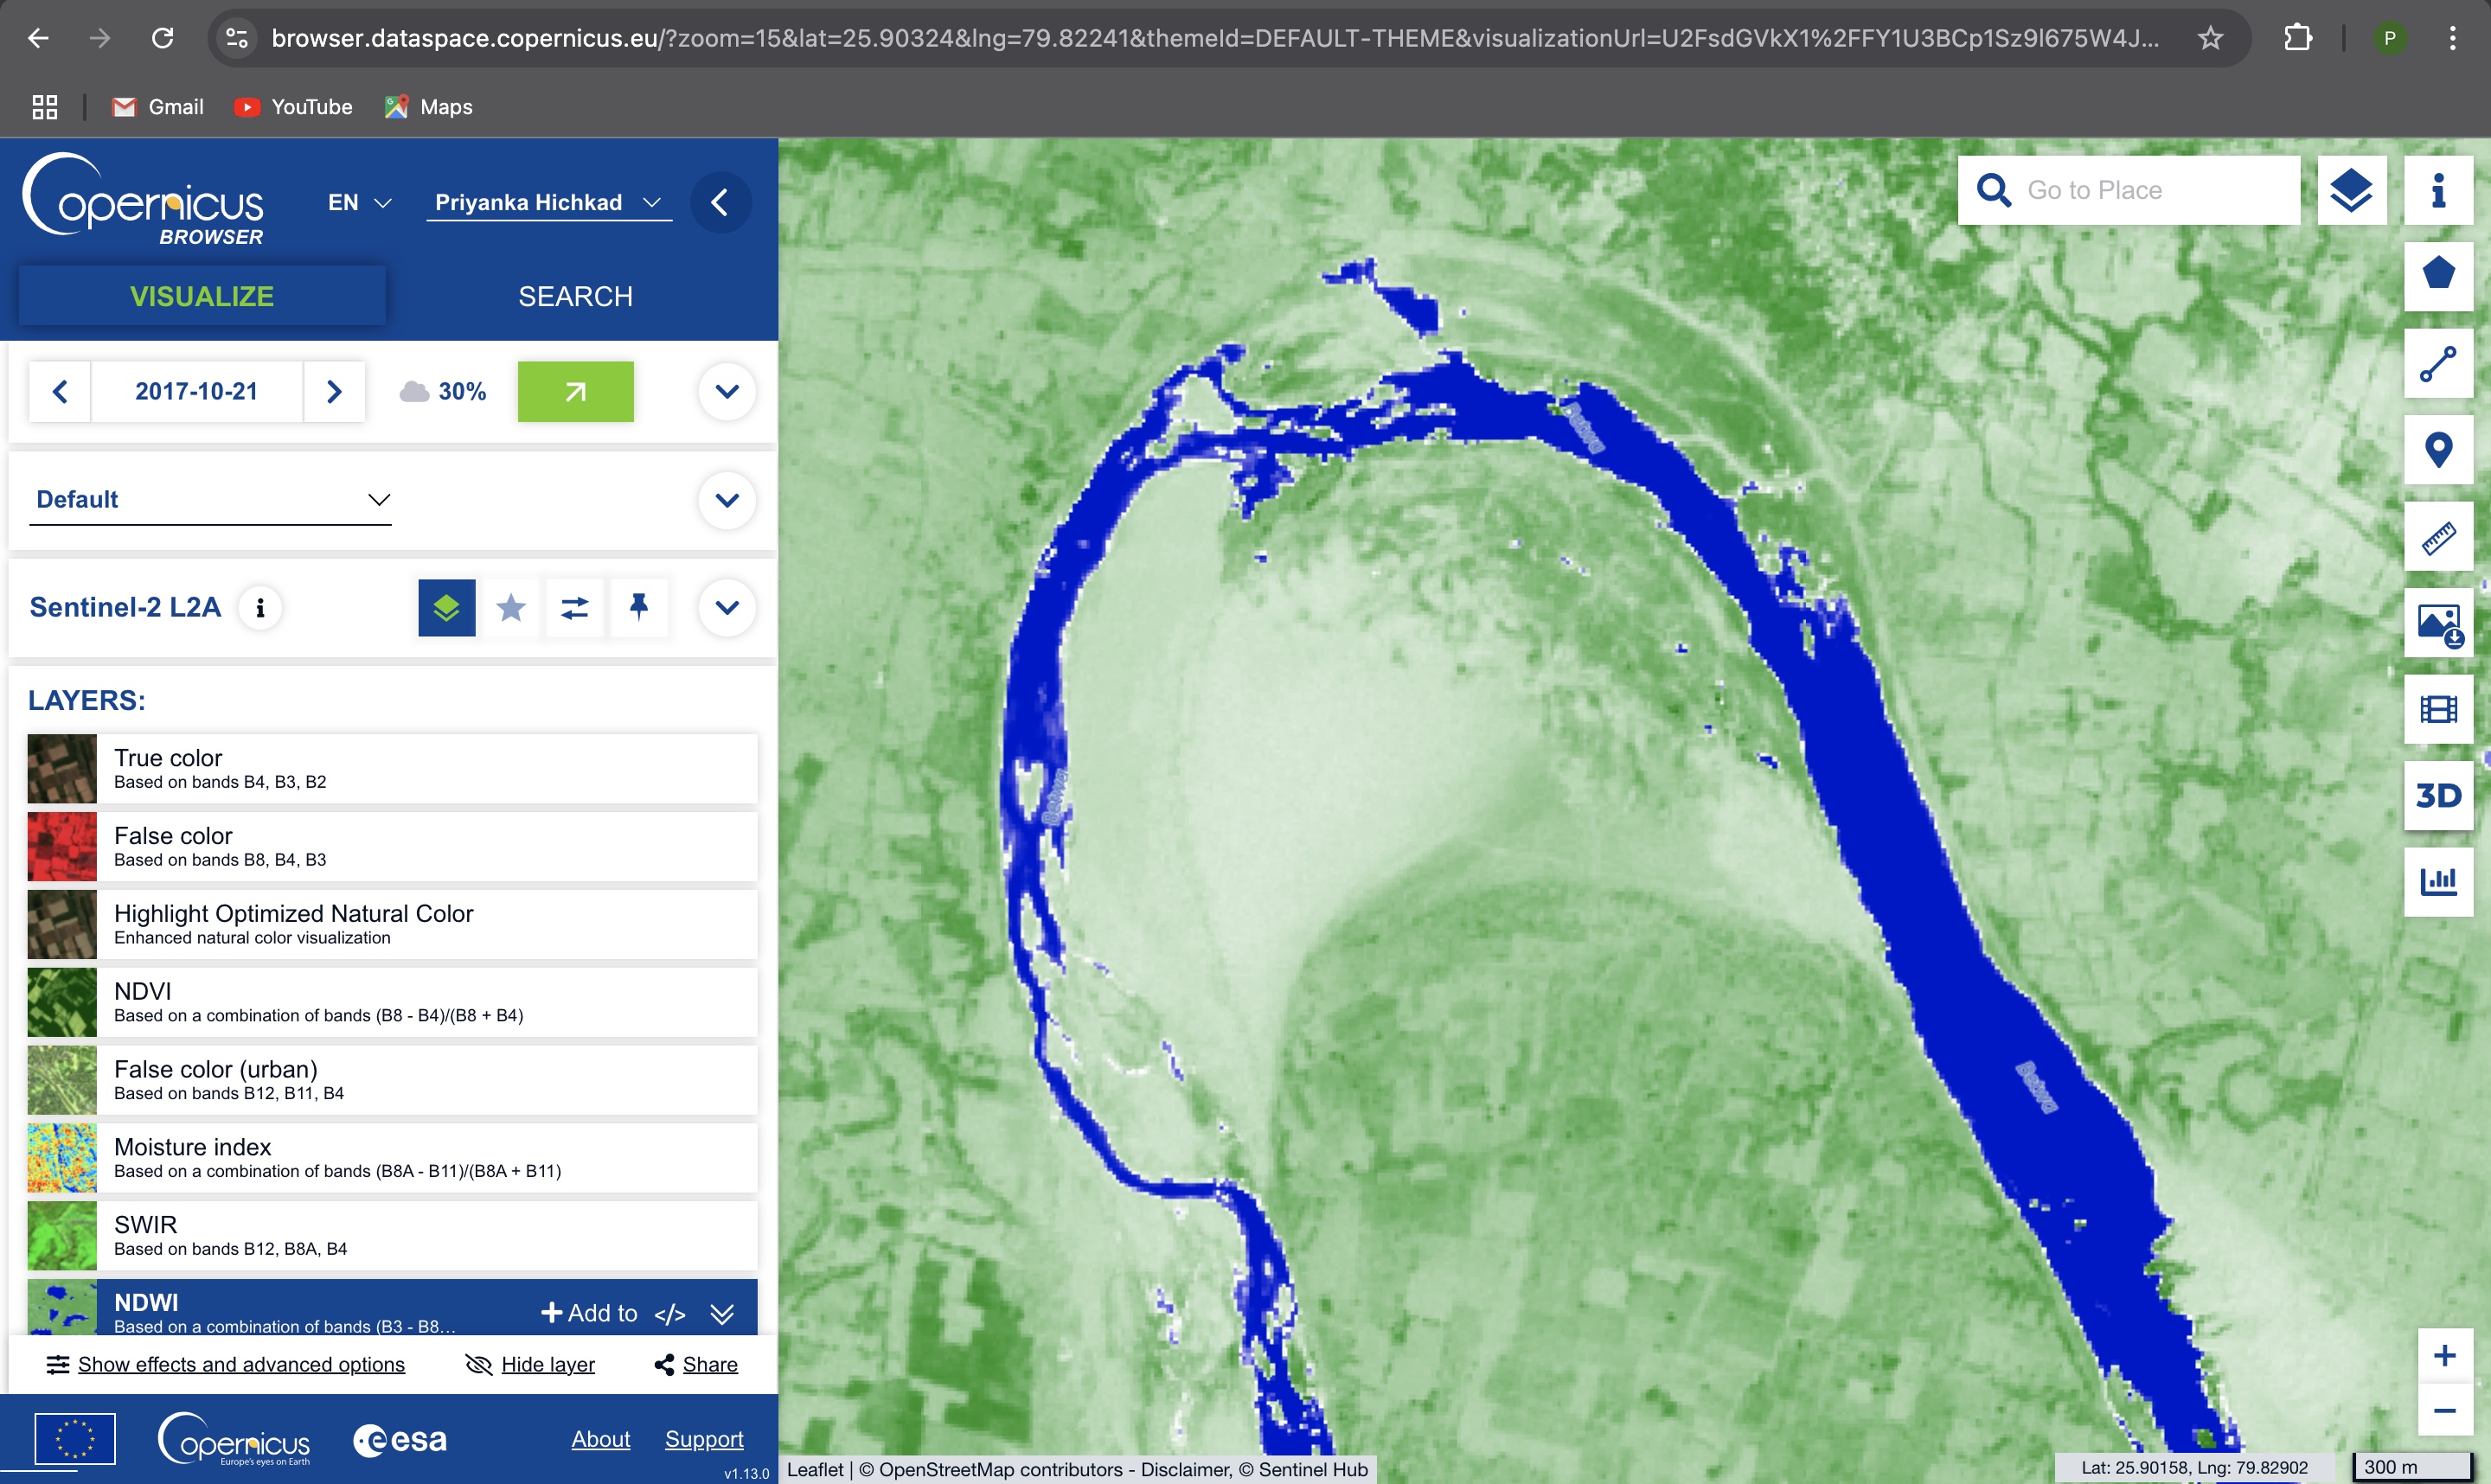 browser.dataspace.copernicus.eu/?zoom=15&lat=25.90324&lng=79.82241&themeId=DEFAULT-THEME&visualizationUrl=U2FsdGVkX1%2FFY1U3BCp1Sz9l675W4J...
P
Gmail
YouTube
Maps
Copernicus
BROWSER
EN
Priyanka Hichkad
VISUALIZE
SEARCH
2017-10-21
30%
Default
Sentinel-2 L2A
LAYERS:
True color
Based on bands B4, B3, B2
False color
Based on bands B8, B4, B3
Highlight Optimized Natural Color
Enhanced natural color visualization
NDVI
Based on a combination of bands (B8 - B4)/(B8 + B4)
False color (urban)
Based on bands B12, B11, B4
Moisture index
Based on a combination of bands (B8A - B11)/(B8A + B11)
SWIR
Based on bands B12, B8A, B4
NDWI
Based on a combination of bands (B3 - B8...
Add to
</>
Show effects and advanced options
Hide layer
Share
Copernicus
Europe's eyes on Earth
esa
About
Support
v1.13.0
Go to Place
Betwa
Betwa
Betwa
3D
+
−
Leaflet | © OpenStreetMap contributors - Disclaimer, © Sentinel Hub
Lat: 25.90158, Lng: 79.82902
300 m